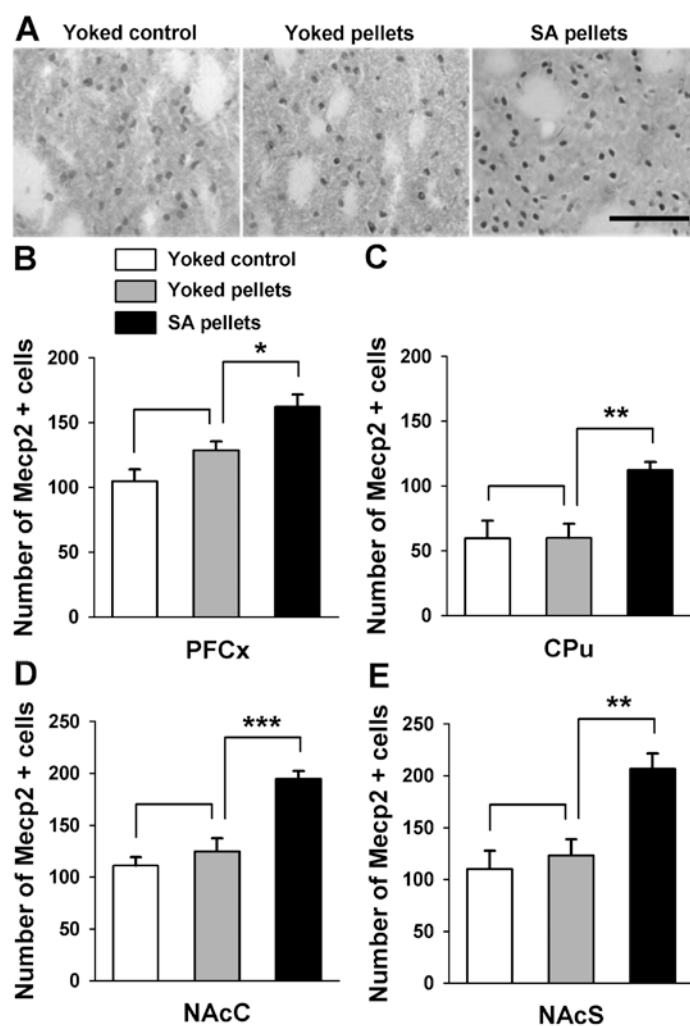 A Yoked control Yoked pellets SA pellets
B
Yoked control
Yoked pellets
SA pellets
Number of Mecp2 + cells
200
150
100
50
0
*
PFCx
C
Number of Mecp2 + cells
200
150
100
50
0
**
CPu
D
Number of Mecp2 + cells
250
200
150
100
50
0
***
NAcC
E
Number of Mecp2 + cells
250
200
150
100
50
0
**
NAcS